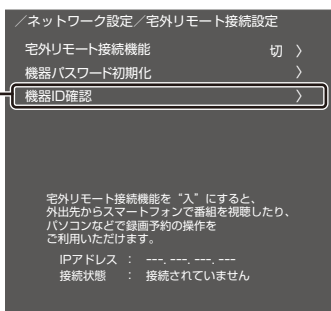 ／ネットワーク設定／宅外リモート接続設定
宅外リモート接続機能 切 〉
機器パスワード初期化 〉
機器ID確認 〉
宅外リモート接続機能を“入”にすると、
外出先からスマートフォンで番組を視聴したり、
パソコンなどで録画予約の操作を
ご利用いただけます。
IPアドレス ： ---. ---. ---. ---
接続状態 ： 接続されていません